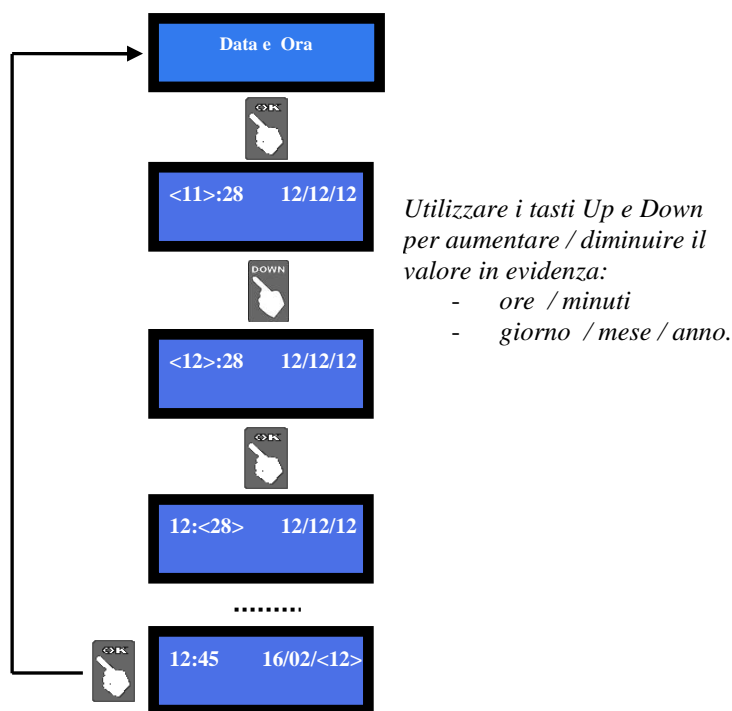 Data e Ora
OK
<11>:28 12/12/12
Utilizzare i tasti Up e Down
per aumentare / diminuire il
valore in evidenza:
- ore / minuti
- giorno / mese / anno.
DOWN
<12>:28 12/12/12
OK
12:<28> 12/12/12
.........
OK
12:45 16/02/<12>